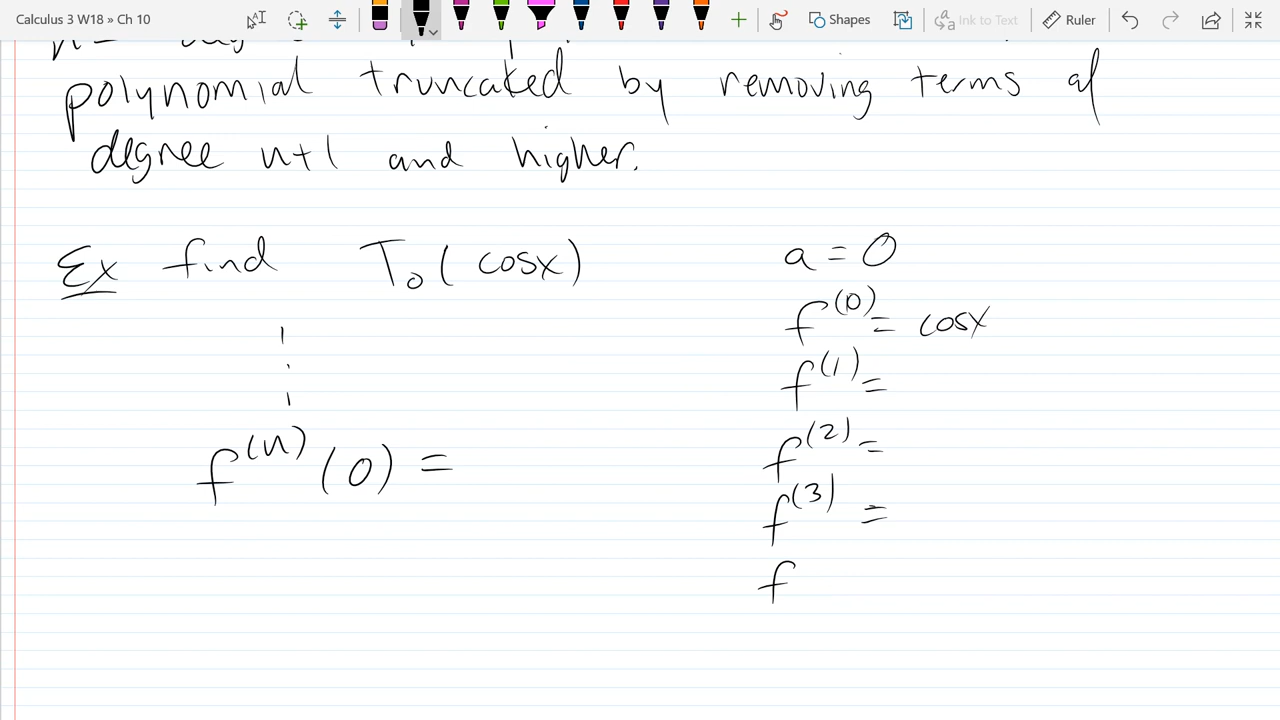 Calculus 3 W18 » Ch 10
Shapes
Link to Text
Ruler
polynomial truncated by removing terms of
degree n+1 and higher.
Ex find T₀(cosx)
a = 0
f⁽⁰⁾ = cosx
f⁽¹⁾ =
f⁽²⁾ =
f⁽ⁿ⁾(0) =
f⁽³⁾ =
f